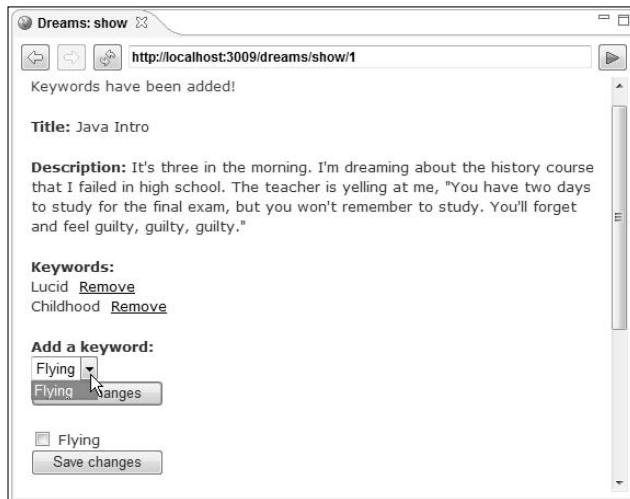 Dreams: show
http://localhost:3009/dreams/show/1
Keywords have been added!
Title: Java Intro
Description: It's three in the morning. I'm dreaming about the history course
that I failed in high school. The teacher is yelling at me, "You have two days
to study for the final exam, but you won't remember to study. You'll forget
and feel guilty, guilty, guilty."
Keywords:
Lucid Remove
Childhood Remove
Add a keyword:
Flying
Flying
Flying
Save changes